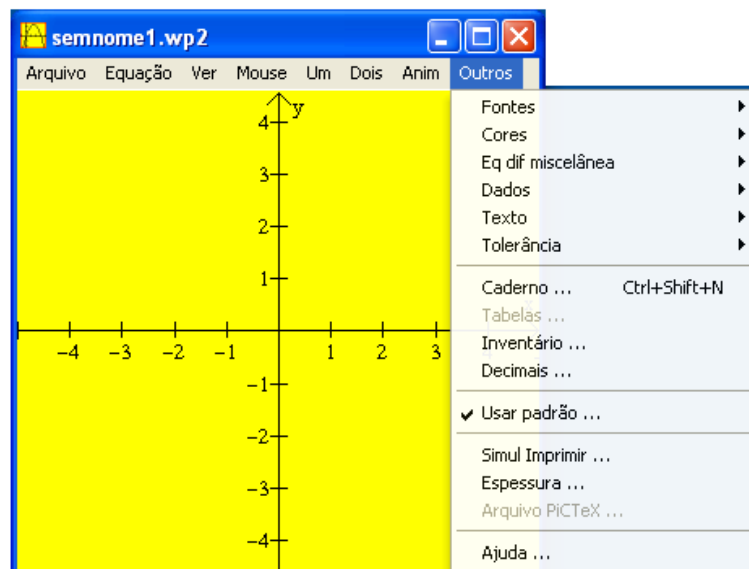 semnome1.wp2
Arquivo Equação Ver Mouse Um Dois Anim Outros
y
4
3
2
1
-4 -3 -2 -1 1 2 3
-1
-2
-3
-4
Fontes
Cores
Eq dif miscelânea
Dados
Texto
Tolerância
Caderno ... Ctrl+Shift+N
Tabelas ...
Inventário ...
Decimais ...
Usar padrão ...
Simul Imprimir ...
Espessura ...
Arquivo PiCTeX ...
Ajuda ...